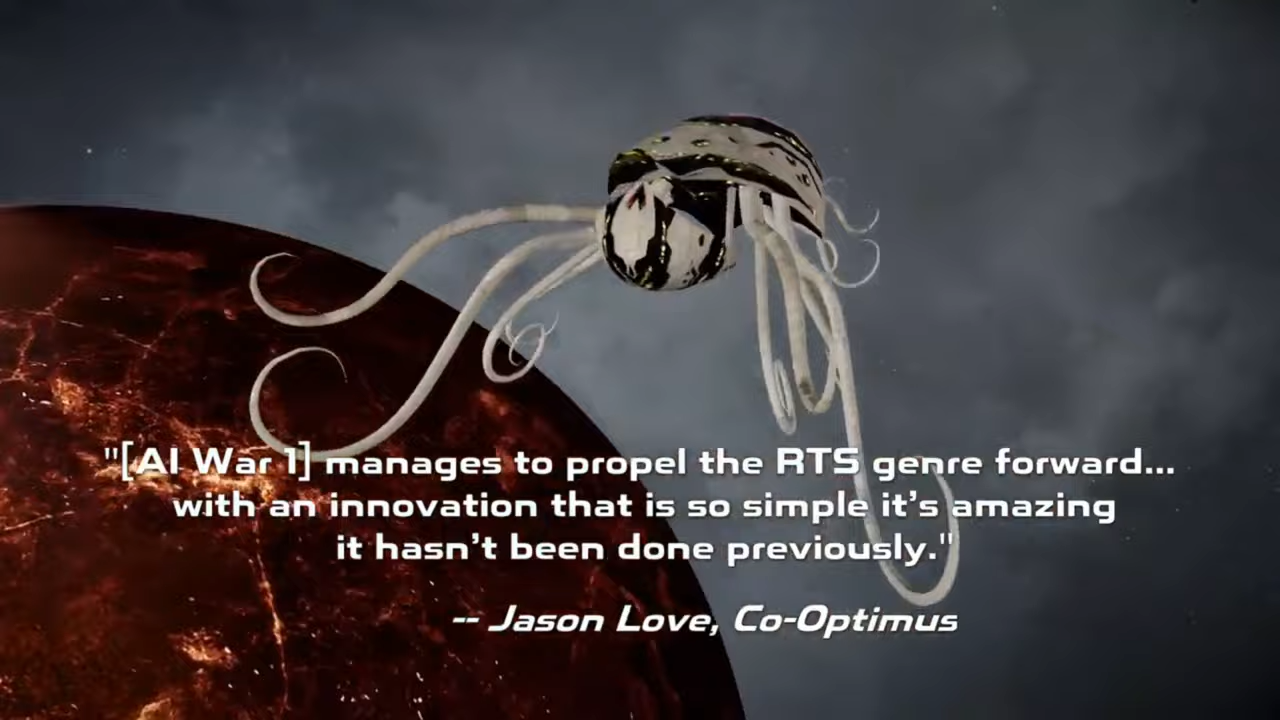 "[AI War 1] manages to propel the RTS genre forward...
with an innovation that is so simple it's amazing
it hasn't been done previously."
-- Jason Love, Co-Optimus